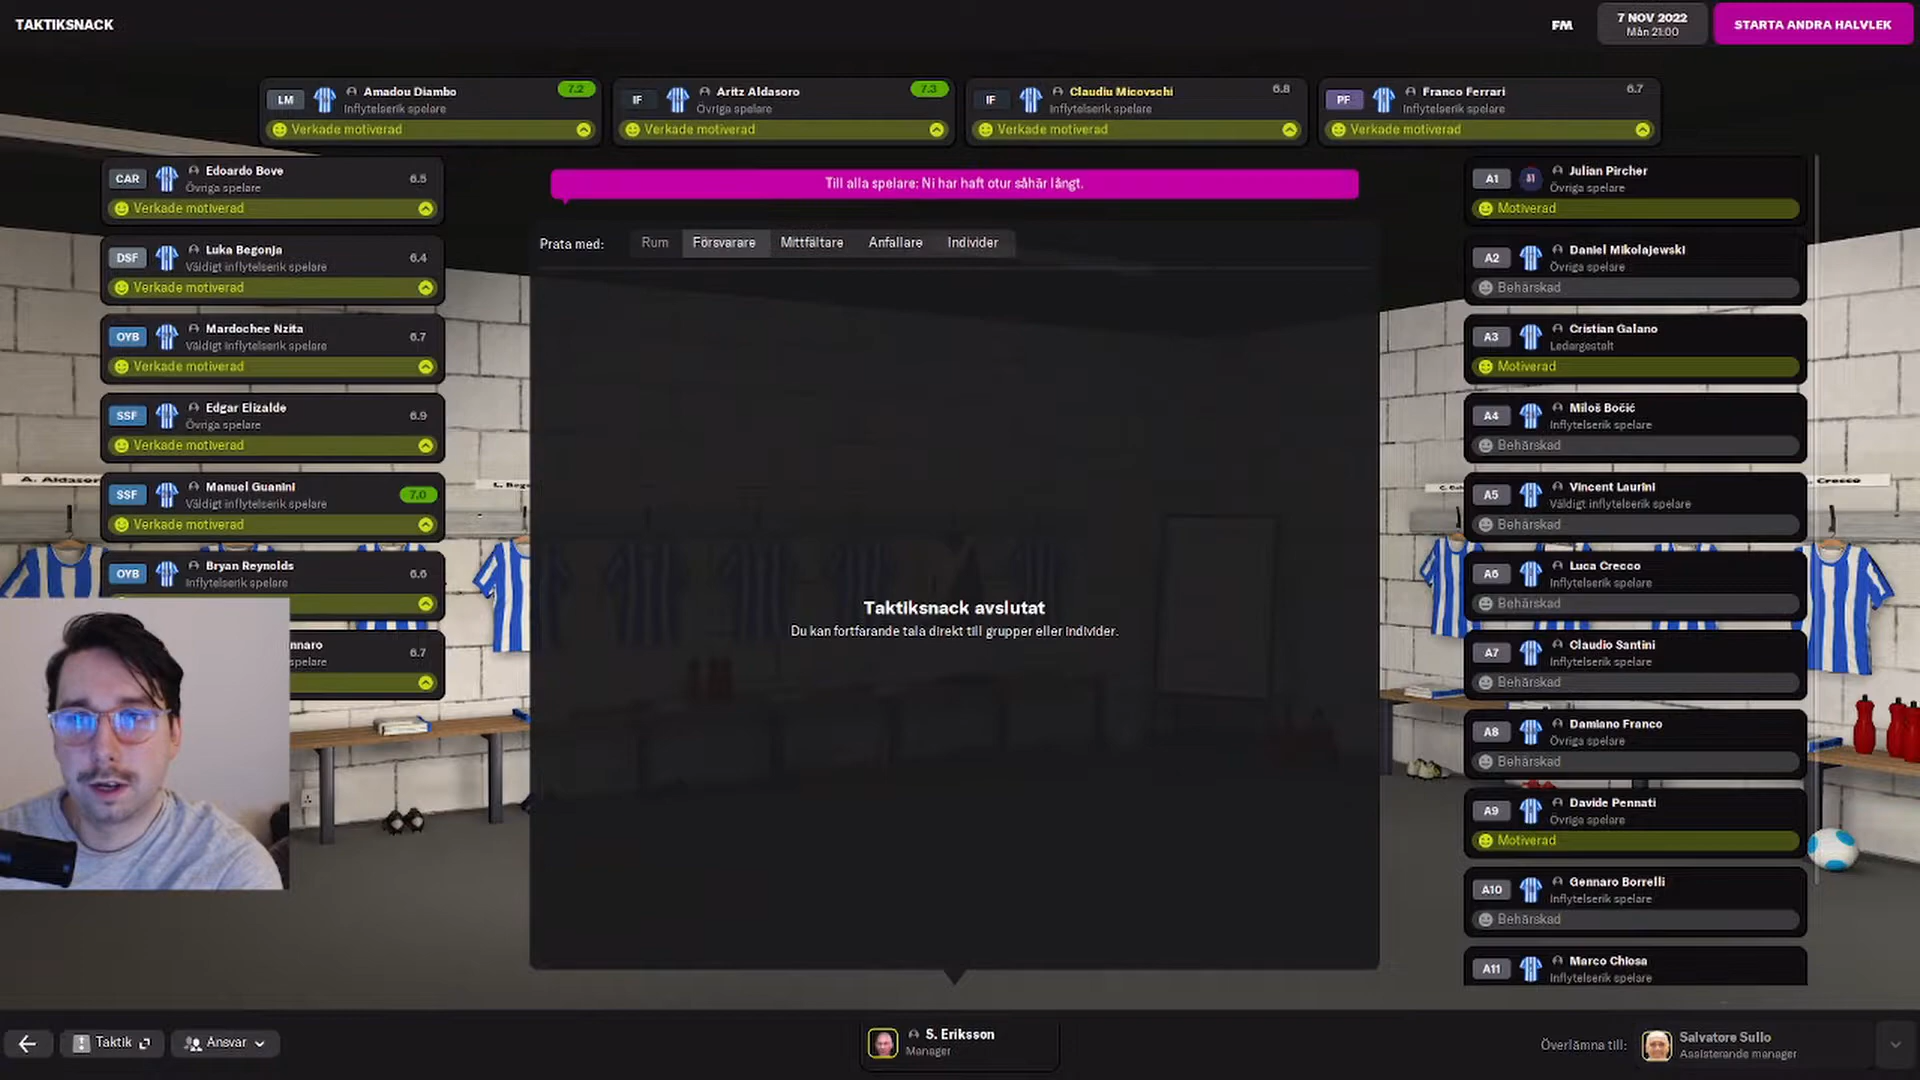 TAKTIKSNACK
FM
7 NOV 2022
Mån 21:00
STARTA ANDRA HALVLEK
LM
Amadou Diambo
Inflytelserik spelare
7.2
Verkade motiverad
IF
Aritz Aldasoro
Övriga spelare
7.3
Verkade motiverad
IF
Claudiu Micovschi
Inflytelserik spelare
6.8
Verkade motiverad
PF
Franco Ferrari
Inflytelserik spelare
6.7
Verkade motiverad
CAR
Edoardo Bove
Övriga spelare
6.5
Verkade motiverad
DSF
Luka Begonja
Väldigt inflytelserik spelare
6.4
Verkade motiverad
OYB
Mardochee Nzita
Väldigt inflytelserik spelare
6.7
Verkade motiverad
SSF
Edgar Elizalde
Övriga spelare
6.9
Verkade motiverad
SSF
Manuel Guanini
Väldigt inflytelserik spelare
7.0
Verkade motiverad
OYB
Bryan Reynolds
Inflytelserik spelare
6.6
nnaro
spelare
6.7
A. Aldasor
L. Beg
Till alla spelare: Ni har haft otur såhär långt.
Prata med:
Rum
Försvarare
Mittfältare
Anfallare
Individer
Taktiksnack avslutat
Du kan fortfarande tala direkt till grupper eller individer.
A1
31
Julian Pircher
Övriga spelare
Motiverad
A2
Daniel Mikolajewski
Övriga spelare
Behärskad
A3
Cristian Galano
Ledargestalt
Motiverad
A4
Miloš Bočić
Inflytelserik spelare
Behärskad
A5
Vincent Laurini
Väldigt inflytelserik spelare
Behärskad
Crecco
A6
Luca Crecco
Inflytelserik spelare
Behärskad
A7
Claudio Santini
Inflytelserik spelare
Behärskad
A8
Damiano Franco
Övriga spelare
Behärskad
A9
Davide Pennati
Övriga spelare
Motiverad
A10
Gennaro Borrelli
Inflytelserik spelare
Behärskad
A11
Marco Chiosa
Inflytelserik spelare
Taktik
Ansvar
S. Eriksson
Manager
Överlämna till:
Salvatore Sullo
Assisterande manager